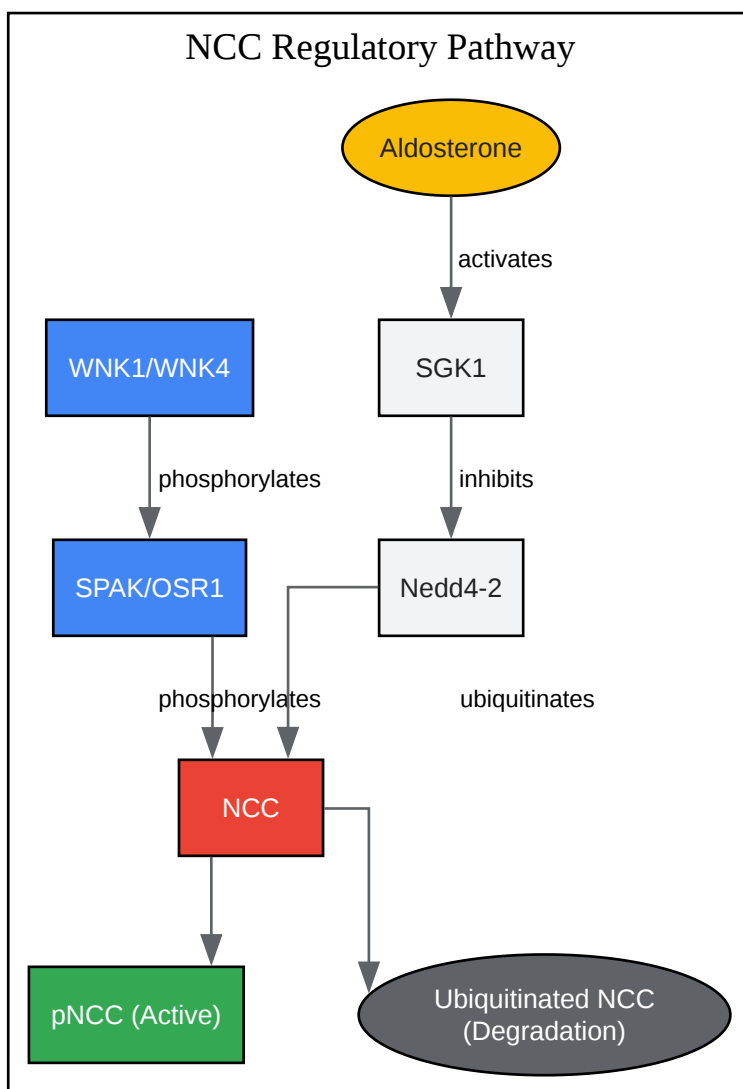 NCC Regulatory Pathway
Aldosterone
activates
WNK1/WNK4
SGK1
phosphorylates
inhibits
SPAK/OSR1
Nedd4-2
phosphorylates
ubiquitinates
NCC
pNCC (Active)
Ubiquitinated NCC
(Degradation)